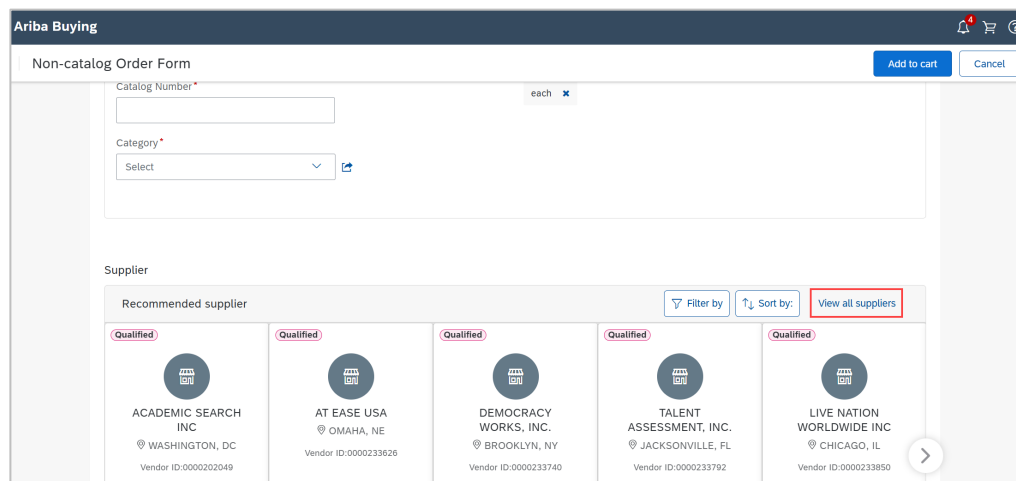 Ariba Buying
4
Non-catalog Order Form
Add to cart
Cancel
Catalog Number*
each
Category*
Select
Supplier
Recommended supplier
Filter by
Sort by:
View all suppliers
Qualified
ACADEMIC SEARCH
INC
WASHINGTON, DC
Vendor ID:0000202049
Qualified
AT EASE USA
OMAHA, NE
Vendor ID:0000233626
Qualified
DEMOCRACY
WORKS, INC.
BROOKLYN, NY
Vendor ID:0000233740
Qualified
TALENT
ASSESSMENT, INC.
JACKSONVILLE, FL
Vendor ID:0000233792
Qualified
LIVE NATION
WORLDWIDE INC
CHICAGO, IL
Vendor ID:0000233850